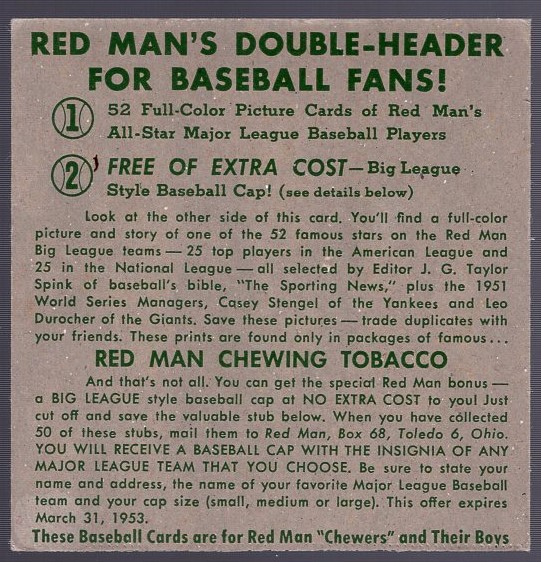 RED MAN'S DOUBLE-HEADER
FOR BASEBALL FANS!
1 52 Full-Color Picture Cards of Red Man's
All-Star Major League Baseball Players
2 FREE OF EXTRA COST—Big League
Style Baseball Cap! (see details below)
Look at the other side of this card. You'll find a full-color
picture and story of one of the 52 famous stars on the Red Man
Big League teams — 25 top players in the American League and
25 in the National League — all selected by Editor J. G. Taylor
Spink of baseball's bible, "The Sporting News," plus the 1951
World Series Managers, Casey Stengel of the Yankees and Leo
Durocher of the Giants. Save these pictures — trade duplicates with
your friends. These prints are found only in packages of famous...
RED MAN CHEWING TOBACCO
And that's not all. You can get the special Red Man bonus —
a BIG LEAGUE style baseball cap at NO EXTRA COST to you! Just
cut off and save the valuable stub below. When you have collected
50 of these stubs, mail them to Red Man, Box 68, Toledo 6, Ohio.
YOU WILL RECEIVE A BASEBALL CAP WITH THE INSIGNIA OF ANY
MAJOR LEAGUE TEAM THAT YOU CHOOSE. Be sure to state your
name and address, the name of your favorite Major League Baseball
team and your cap size (small, medium or large). This offer expires
March 31, 1953.
These Baseball Cards are for Red Man "Chewers" and Their Boys